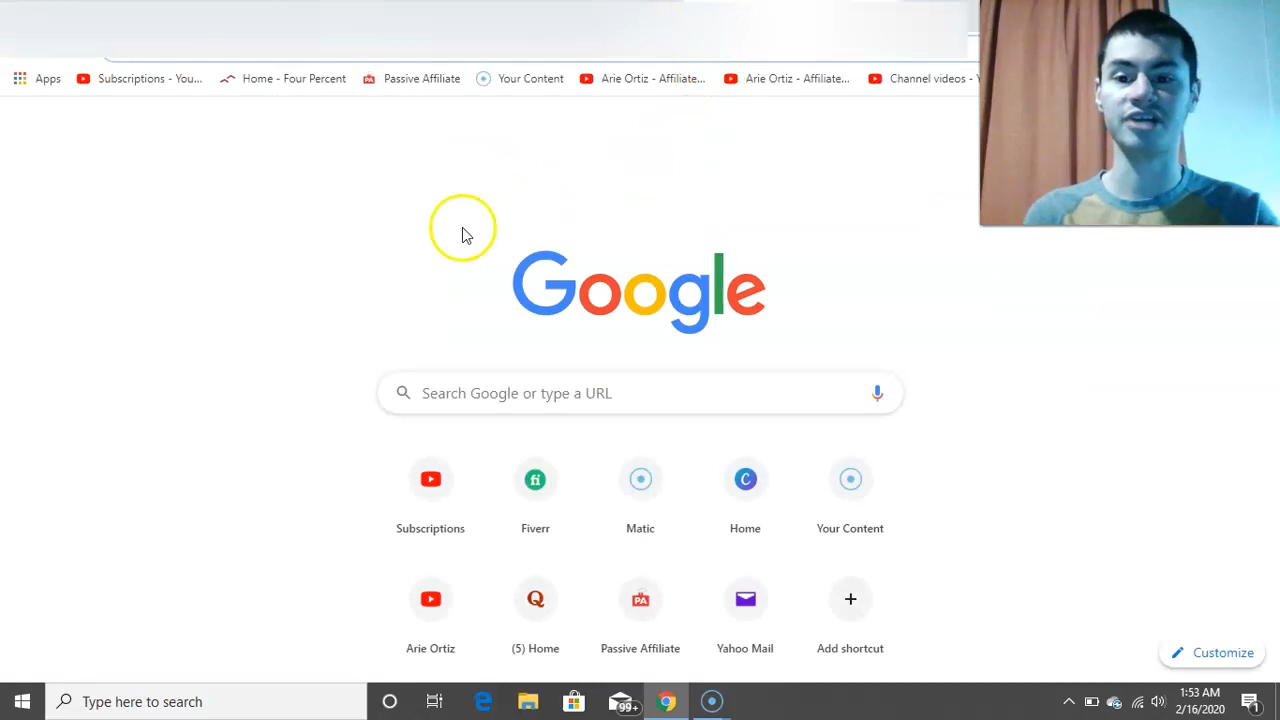 Apps
Subscriptions - You...
Home - Four Percent
Passive Affiliate
Your Content
Arie Ortiz - Affiliate...
Arie Ortiz - Affiliate...
Channel videos - Y
Google
Search Google or type a URL
Subscriptions
Fiverr
Matic
Home
Your Content
Arie Ortiz
(5) Home
Passive Affiliate
Yahoo Mail
Add shortcut
Customize
Type here to search
99+
1:53 AM
2/16/2020
1